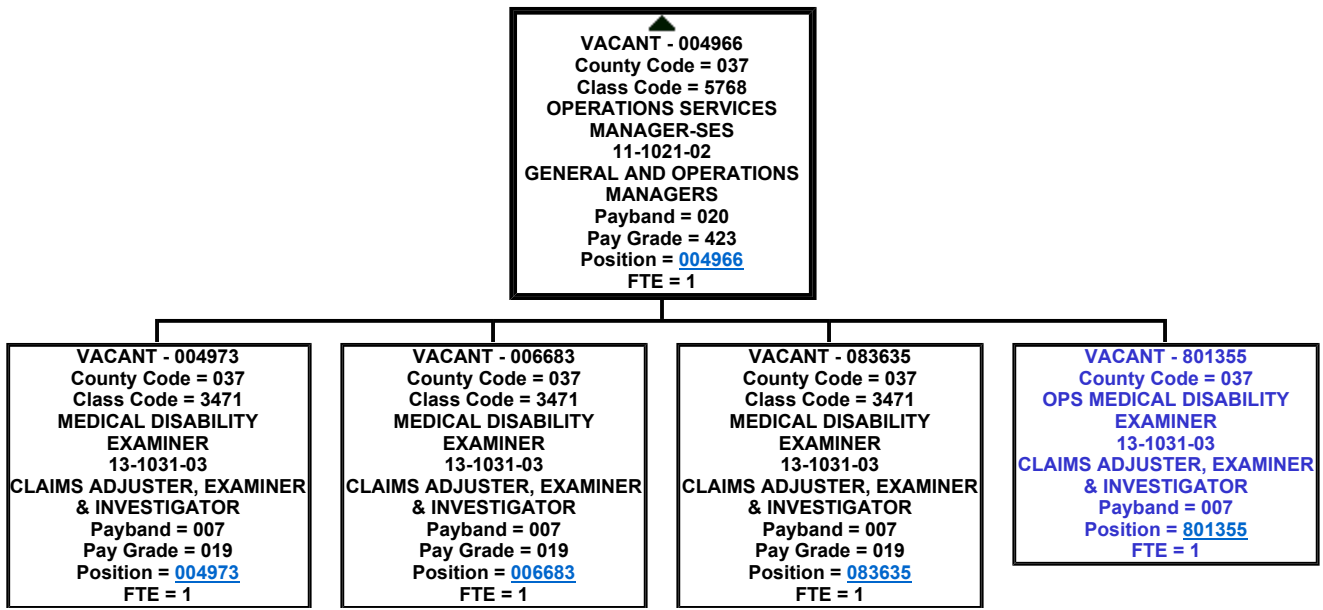 VACANT - 004966
County Code = 037
Class Code = 5768
OPERATIONS SERVICES
MANAGER-SES
11-1021-02
GENERAL AND OPERATIONS
MANAGERS
Payband = 020
Pay Grade = 423
Position = 004966
FTE = 1
VACANT - 004973
County Code = 037
Class Code = 3471
MEDICAL DISABILITY
EXAMINER
13-1031-03
CLAIMS ADJUSTER, EXAMINER
& INVESTIGATOR
Payband = 007
Pay Grade = 019
Position = 004973
FTE = 1
VACANT - 006683
County Code = 037
Class Code = 3471
MEDICAL DISABILITY
EXAMINER
13-1031-03
CLAIMS ADJUSTER, EXAMINER
& INVESTIGATOR
Payband = 007
Pay Grade = 019
Position = 006683
FTE = 1
VACANT - 083635
County Code = 037
Class Code = 3471
MEDICAL DISABILITY
EXAMINER
13-1031-03
CLAIMS ADJUSTER, EXAMINER
& INVESTIGATOR
Payband = 007
Pay Grade = 019
Position = 083635
FTE = 1
VACANT - 801355
County Code = 037
OPS MEDICAL DISABILITY
EXAMINER
13-1031-03
CLAIMS ADJUSTER, EXAMINER
& INVESTIGATOR
Payband = 007
Position = 801355
FTE = 1